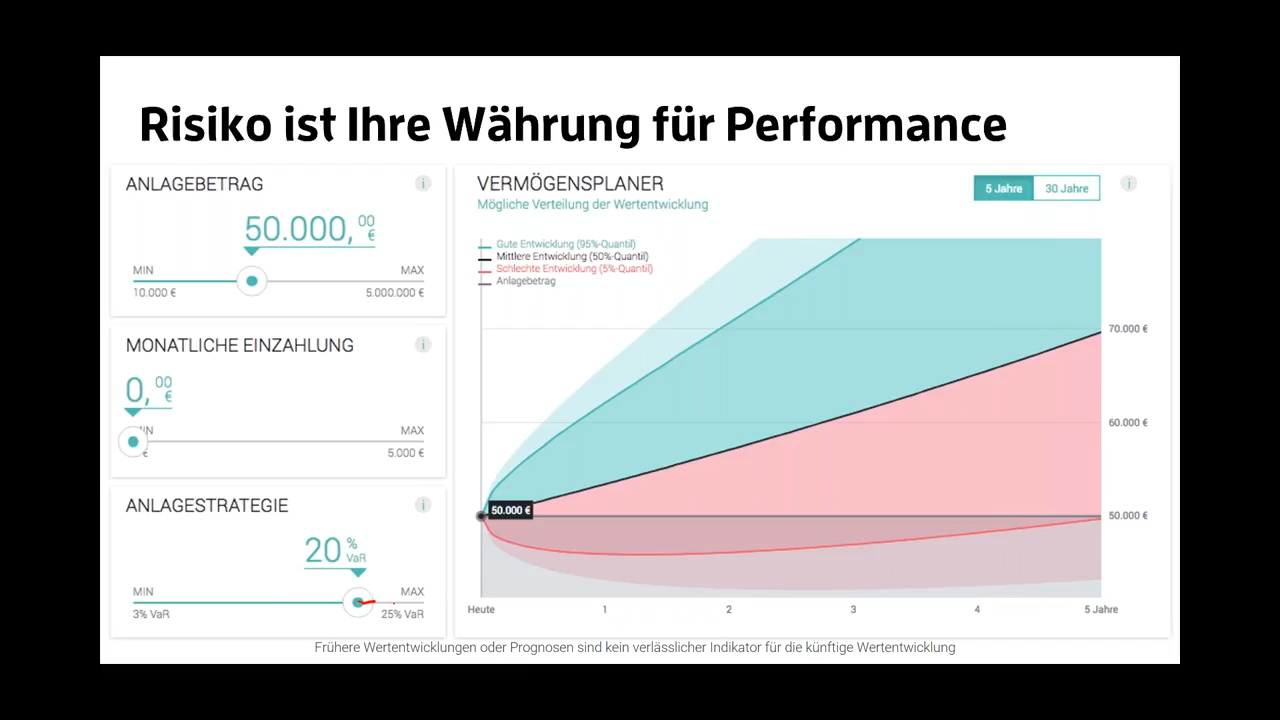 Risiko ist Ihre Währung für Performance
ANLAGEBETRAG
i
50.000,00 €
MIN
MAX
10.000 €
5.000.000 €
MONATLICHE EINZAHLUNG
i
0,00 €
IN
MAX
€
5.000 €
ANLAGESTRATEGIE
i
20 % VaR
MIN
MAX
3% VaR
25% VaR
VERMÖGENSPLANER
Mögliche Verteilung der Wertentwicklung
5 Jahre
30 Jahre
i
Gute Entwicklung (95%-Quantil)
Mittlere Entwicklung (50%-Quantil)
Schlechte Entwicklung (5%-Quantil)
Anlagebetrag
70.000 €
60.000 €
50.000 €
50.000 €
Heute
1
2
3
4
5 Jahre
Frühere Wertentwicklungen oder Prognosen sind kein verlässlicher Indikator für die künftige Wertentwicklung